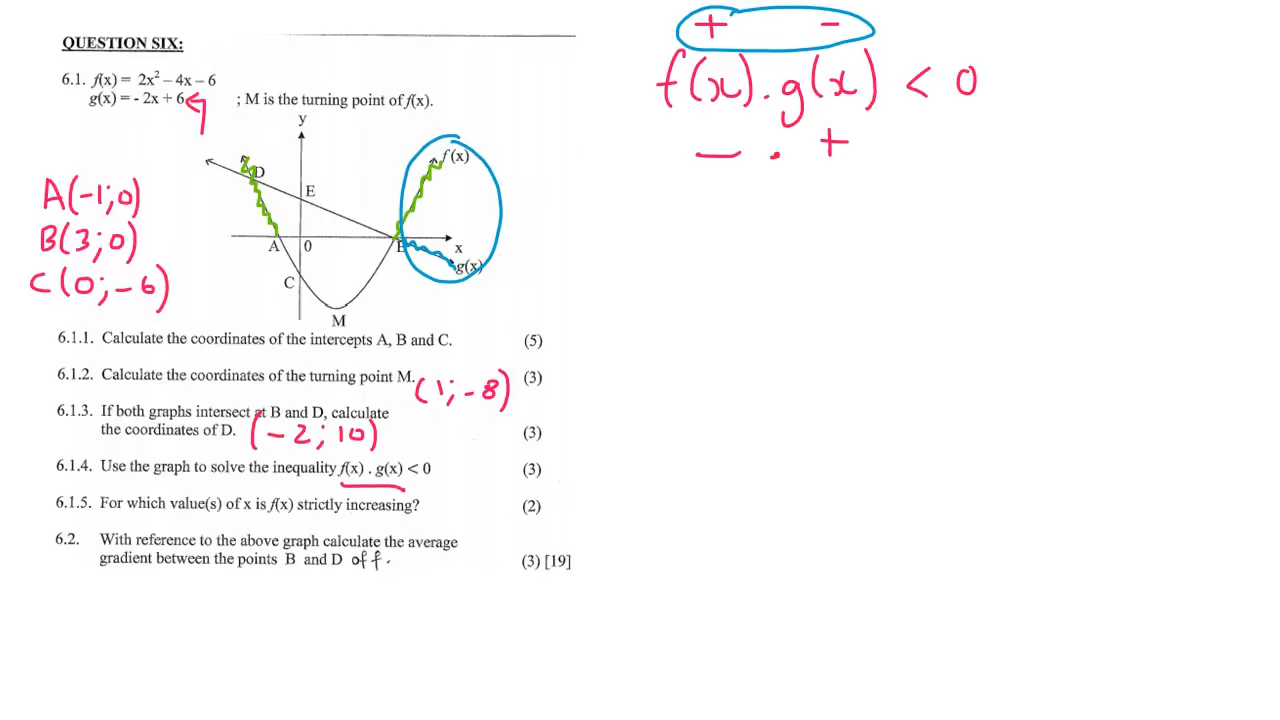 QUESTION SIX:
6.1. f(x) = 2x² – 4x – 6
g(x) = - 2x + 6 ; M is the turning point of f(x).
y
f(x)
D
E
A 0 B x
g(x)
C
M
A(-1;0)
B(3;0)
C(0;-6)
6.1.1. Calculate the coordinates of the intercepts A, B and C. (5)
6.1.2. Calculate the coordinates of the turning point M. (1;-8) (3)
6.1.3. If both graphs intersect at B and D, calculate
the coordinates of D. (-2;10) (3)
6.1.4. Use the graph to solve the inequality f(x) . g(x) < 0 (3)
6.1.5. For which value(s) of x is f(x) strictly increasing? (2)
6.2. With reference to the above graph calculate the average
gradient between the points B and D of f. (3) [19]
+ -
f(x).g(x) < 0
- . +